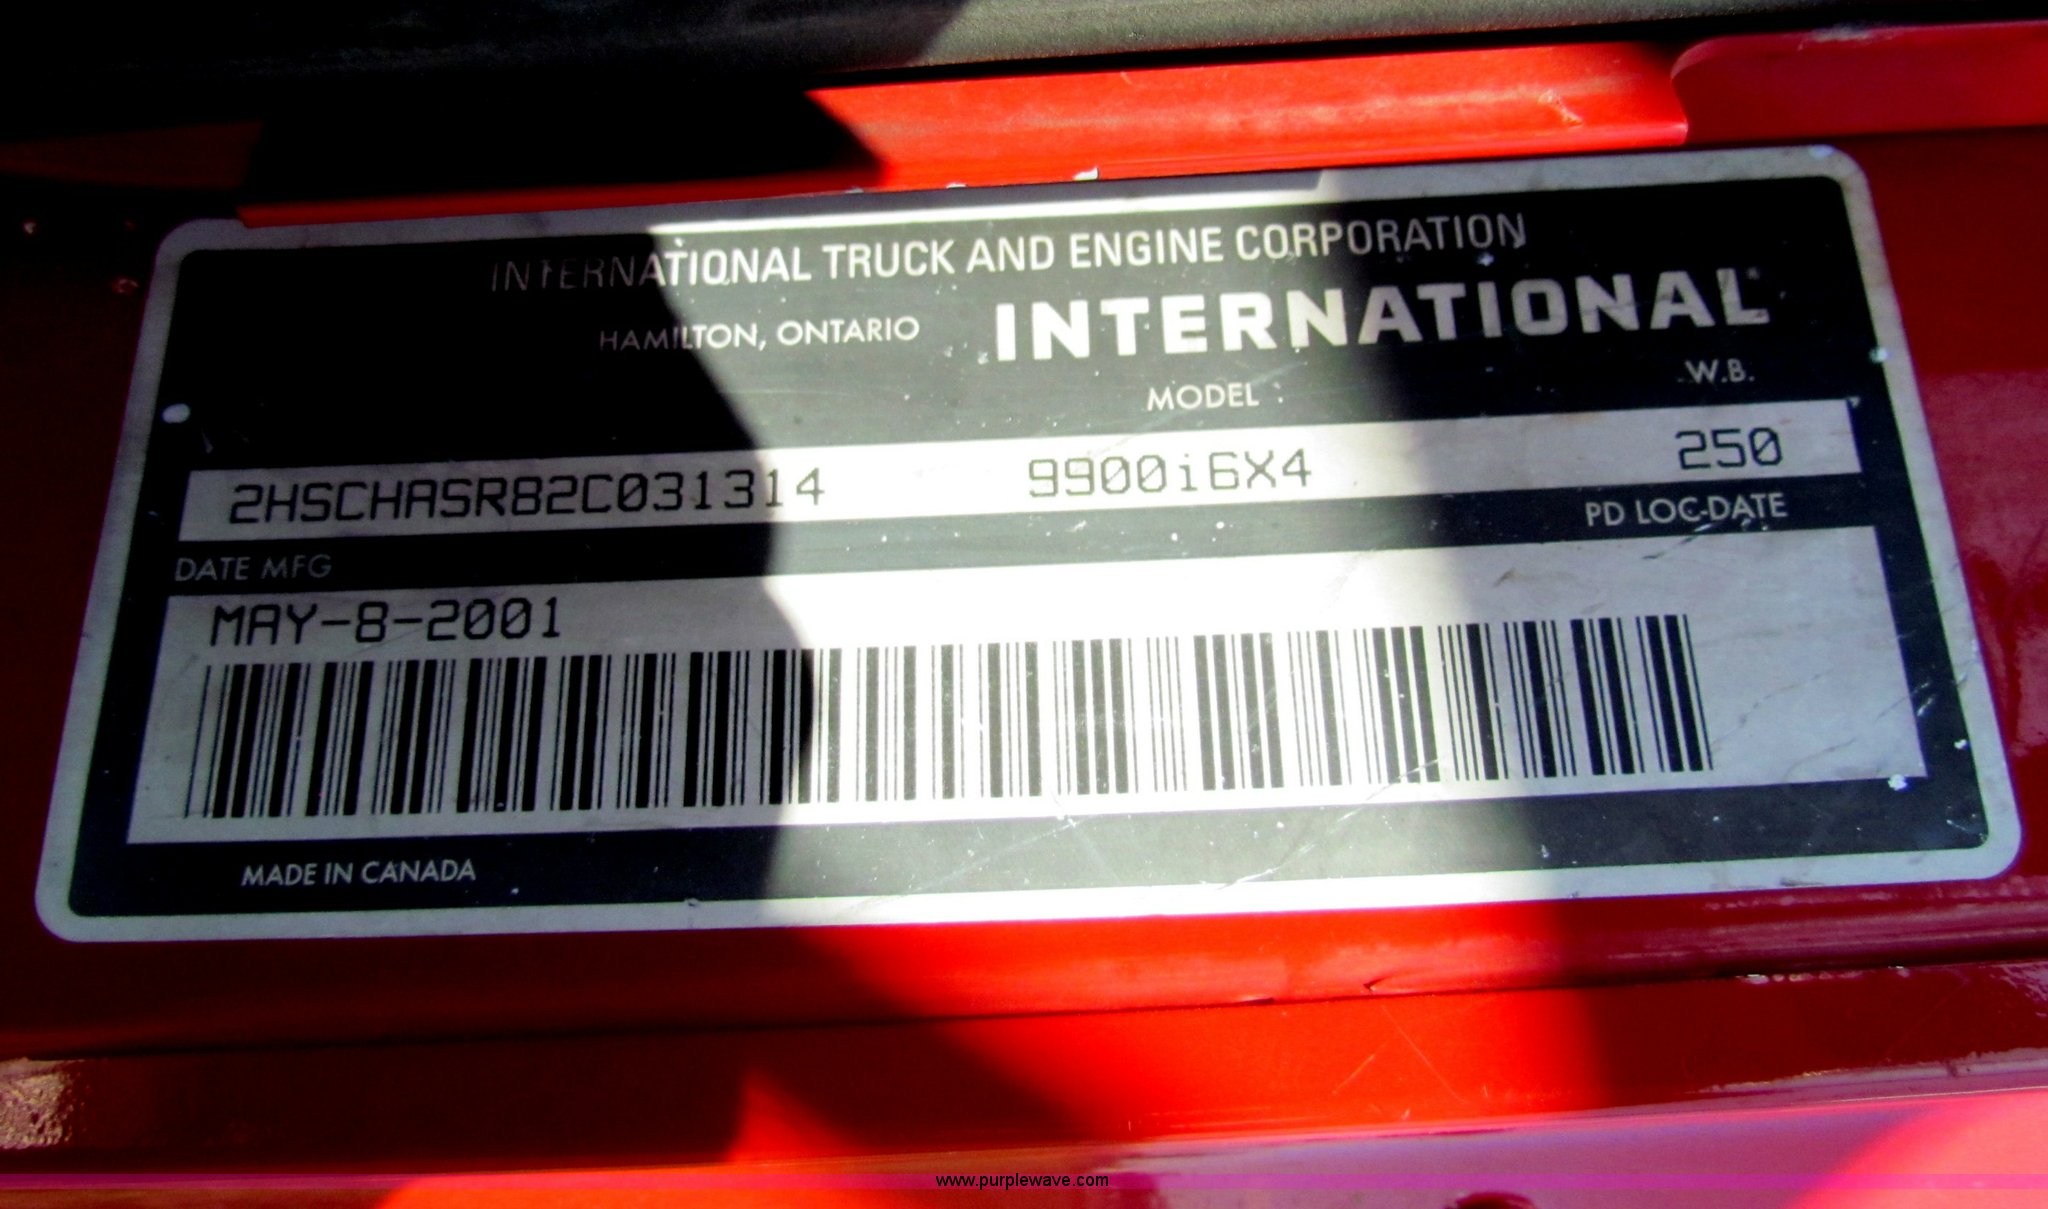 INTERNATIONAL TRUCK AND ENGINE CORPORATION
HAMILTON, ONTARIO INTERNATIONAL®
MODEL W.B.
2HSCHASR82C031314 9900i6X4 250
DATE MFG PD LOC-DATE
MAY-8-2001
MADE IN CANADA
www.purplewave.com